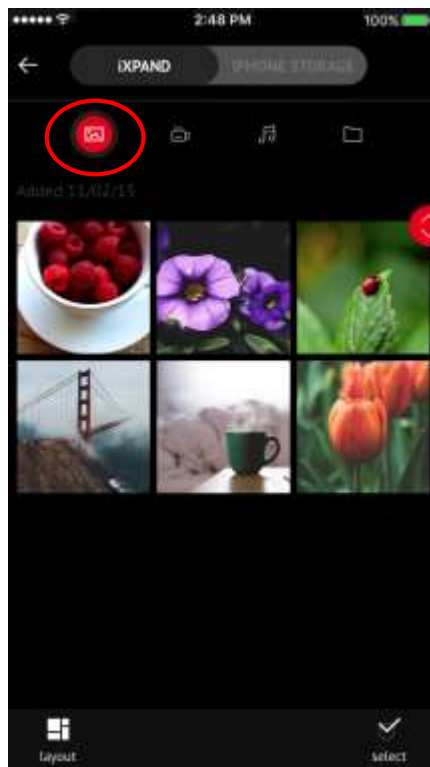 2:48 PM
100%
iXPAND
IPHONE STORAGE
Added 11/02/15
layout
select